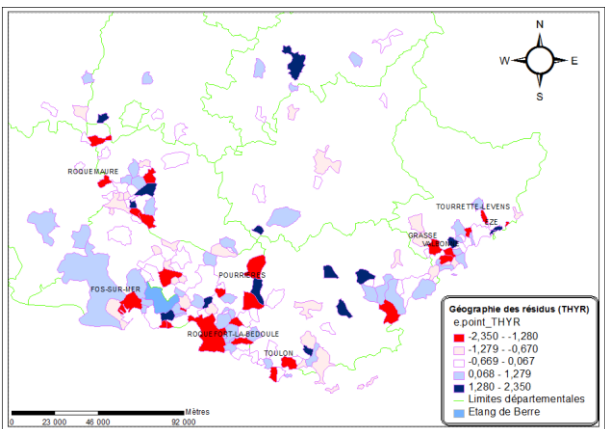 N
W E
S
ROQUEMAURE
TOURRETTE-LEVENS
EZE
GRASSE
POURRIERES
FOS-SUR-MER
ROQUEFORT-LA-BEDOULE
TOULON
Géographie des résidus (THYR)
e.point_THYR
-2,350 - -1,280
-1,279 - -0,670
-0,669 - 0,067
0,068 - 1,279
1,280 - 2,350
Limites départementales
Etang de Berre
Mètres
0 23 000 46 000 92 000